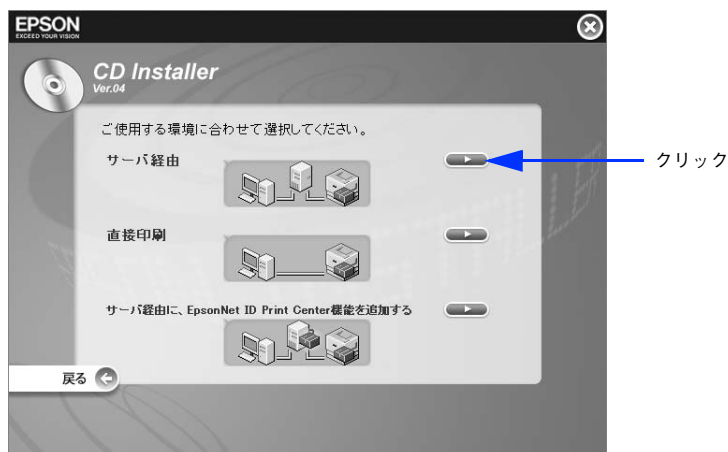 EPSON
EXCEED YOUR VISION
CD Installer
Ver.04
ご使用する環境に合わせて選択してください。
サーバ経由
クリック
直接印刷
サーバ経由に、EpsonNet ID Print Center機能を追加する
戻る